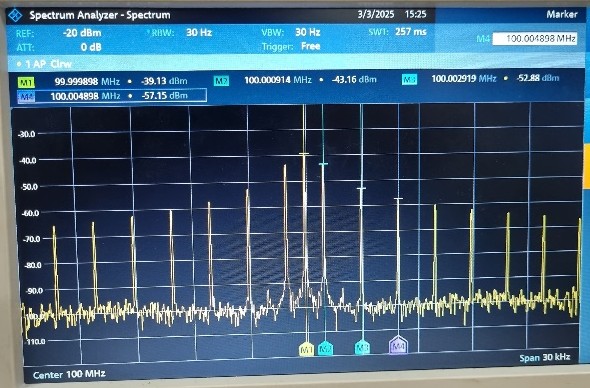 Spectrum Analyzer - Spectrum 3/3/2025 15:25 Marker
REF: -20 dBm *RBW: 30 Hz VBW: 30 Hz SWT: 257 ms
ATT: 0 dB Trigger: Free M4 100.004898 MHz
1 AP Clrw
M1 99.999898 MHz • -39.13 dBm M2 100.000914 MHz • -43.16 dBm M3 100.002919 MHz • -52.88 dBm
M4 100.004898 MHz • -57.15 dBm
-30.0
-40.0
-50.0
-60.0
-70.0
-80.0
-90.0
-100.0
-110.0
M1 M2 M3 M4
Center 100 MHz Span 30 kHz